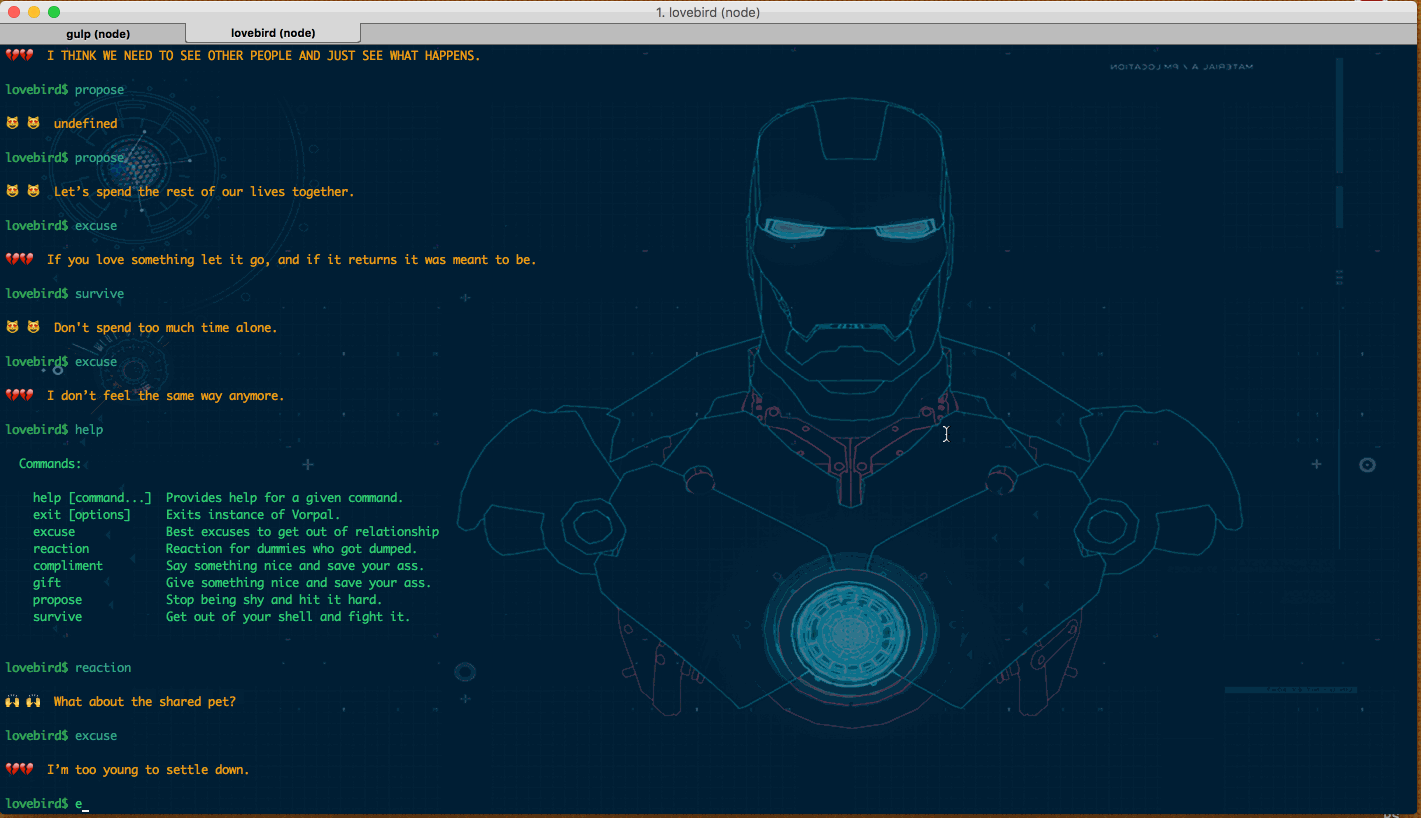 1. lovebird (node)
gulp (node)
lovebird (node)
💔💔 I THINK WE NEED TO SEE OTHER PEOPLE AND JUST SEE WHAT HAPPENS.
lovebird$ propose
😻 😻 undefined
lovebird$ propose
😻 😻 Let’s spend the rest of our lives together.
lovebird$ excuse
💔💔 If you love something let it go, and if it returns it was meant to be.
lovebird$ survive
😻 😻 Don't spend too much time alone.
lovebird$ excuse
💔💔 I don’t feel the same way anymore.
lovebird$ help
Commands:
help [command...] Provides help for a given command.
exit [options] Exits instance of Vorpal.
excuse Best excuses to get out of relationship
reaction Reaction for dummies who got dumped.
compliment Say something nice and save your ass.
gift Give something nice and save your ass.
propose Stop being shy and hit it hard.
survive Get out of your shell and fight it.
lovebird$ reaction
🙌 🙌 What about the shared pet?
lovebird$ excuse
💔💔 I’m too young to settle down.
lovebird$ e